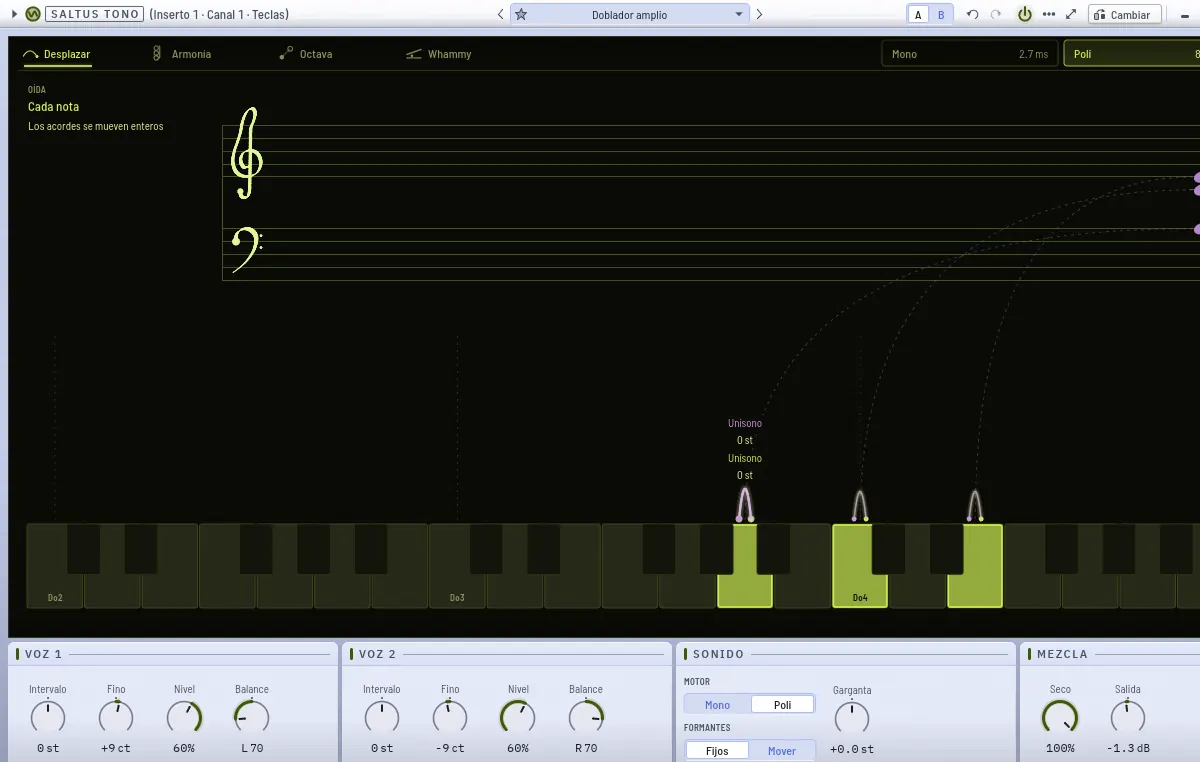 SALTUS TONO (Inserto 1 · Canal 1 · Teclas)
Doblador amplio
A B
Cambiar
Desplazar Armonia Octava Whammy
Mono 2.7 ms
Poli 8
OÍDA
Cada nota
Los acordes se mueven enteros
Unísono
0 st
Unísono
0 st
Do2 Do3 Do4
VOZ 1 VOZ 2 SONIDO MEZCLA
Intervalo Fino Nivel Balance
0 st +9 ct 60% L 70
Intervalo Fino Nivel Balance
0 st -9 ct 60% R 70
MOTOR
Mono Poli
FORMANTES
Fijos Mover
Garganta
+0.0 st
Seco Salida
100% -1.3 dB